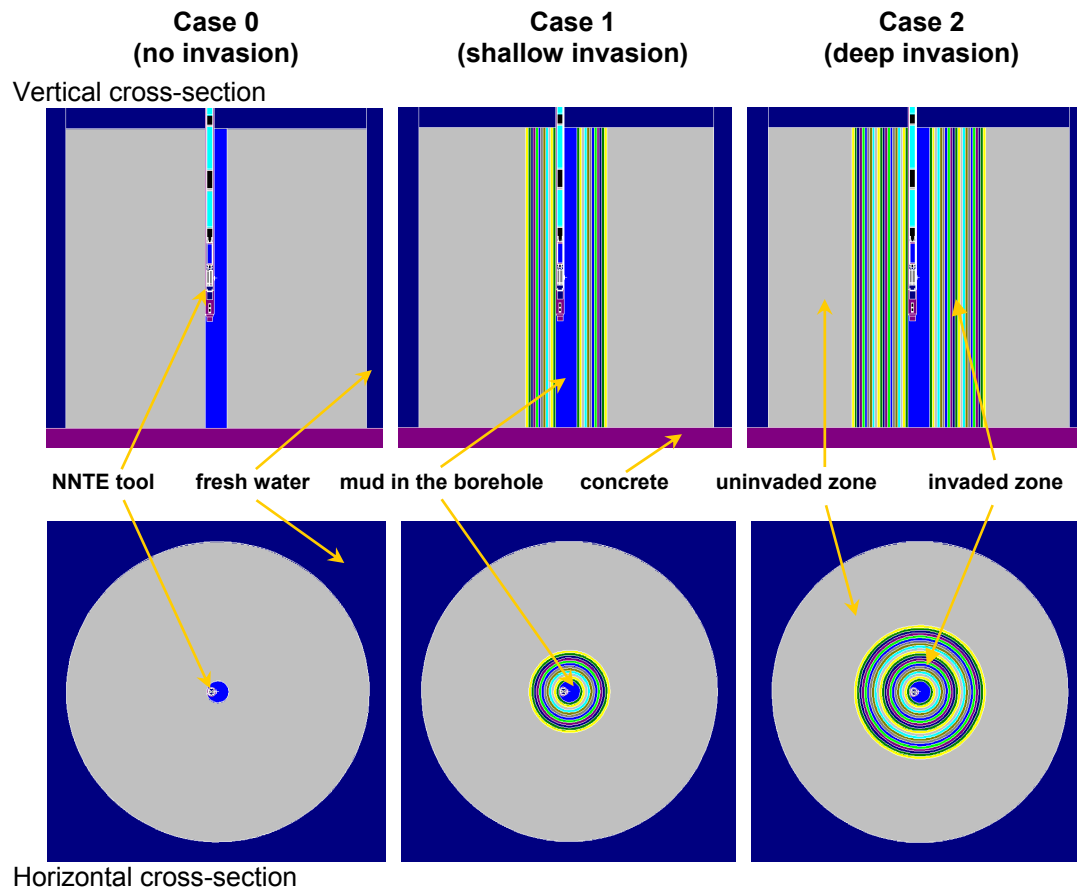 Case 0
(no invasion)
Case 1
(shallow invasion)
Case 2
(deep invasion)
Vertical cross-section
NNTE tool
fresh water
mud in the borehole
concrete
uninvaded zone
invaded zone
Horizontal cross-section